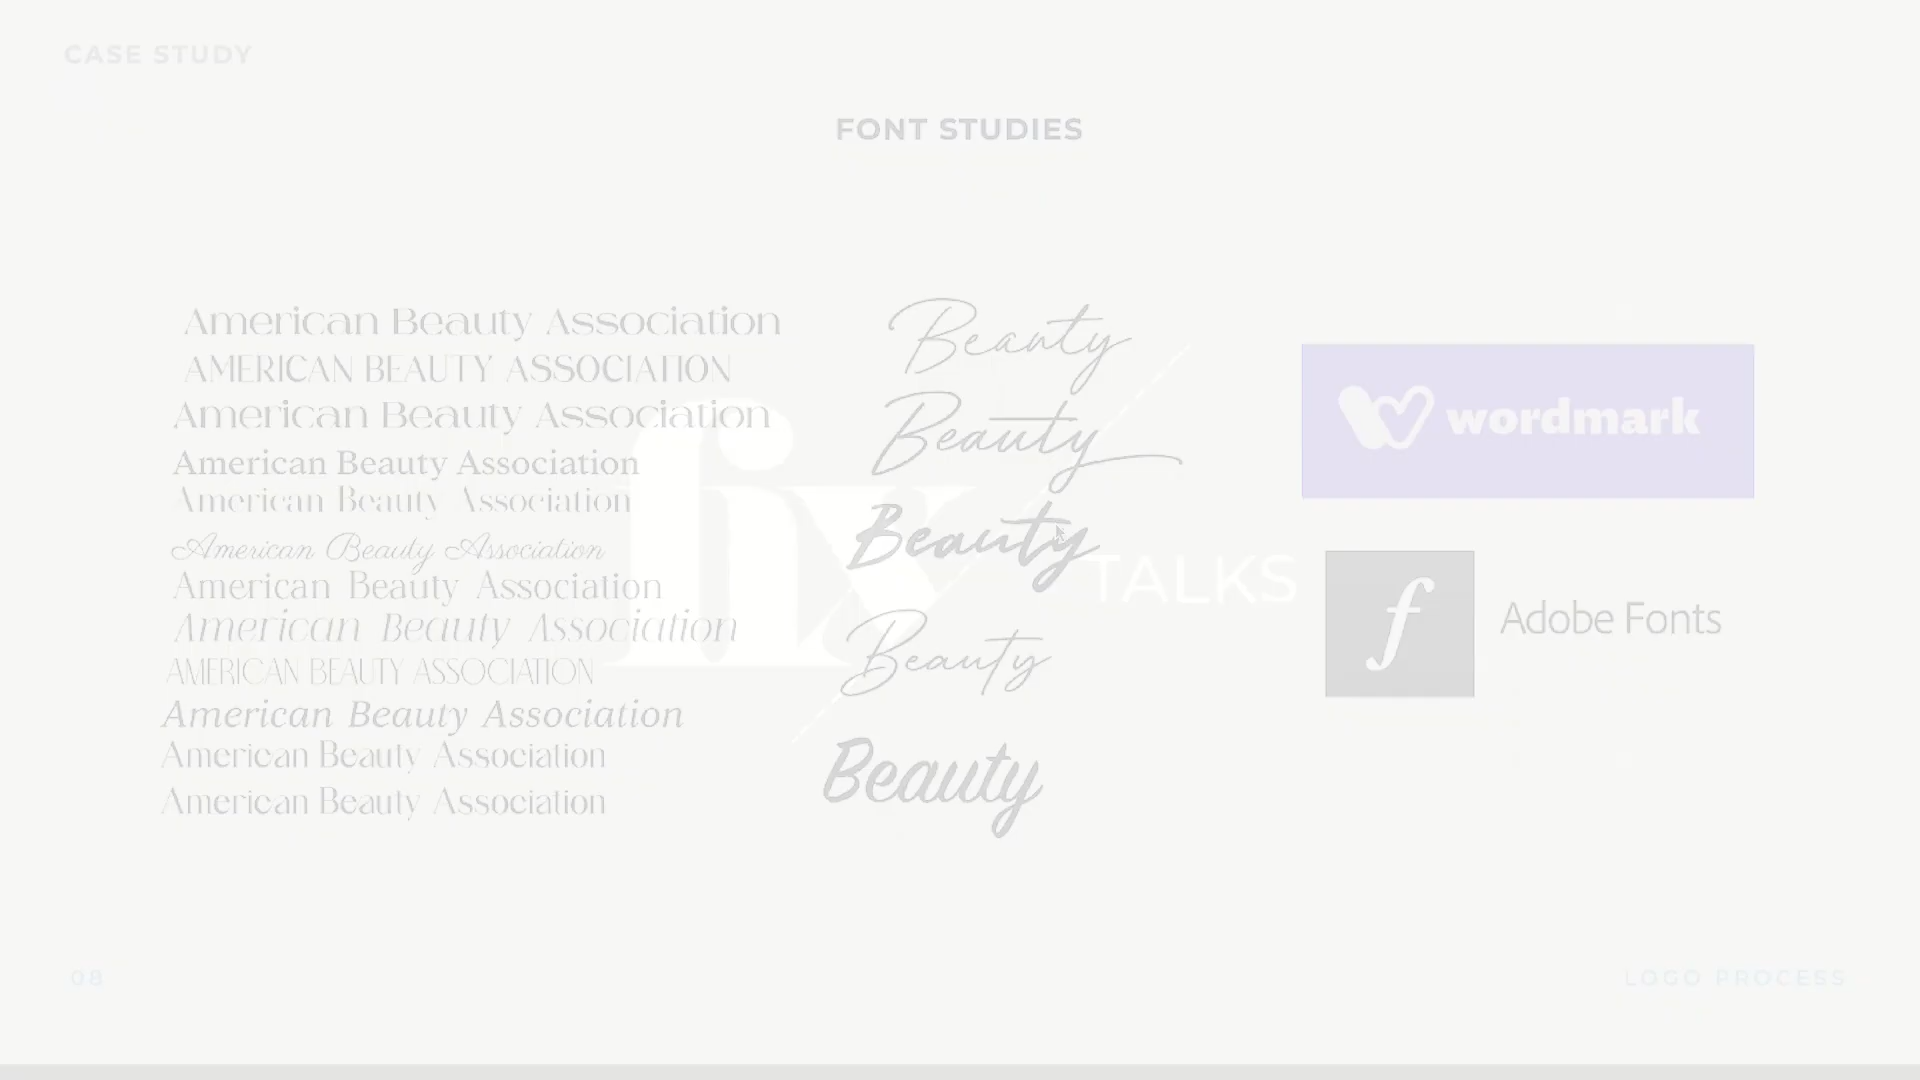 CASE STUDY
FONT STUDIES
American Beauty Association
AMERICAN BEAUTY ASSOCIATION
American Beauty Association
American Beauty Association
American Beauty Association
American Beauty Association
American Beauty Association
American Beauty Association
AMERICAN BEAUTY ASSOCIATION
American Beauty Association
American Beauty Association
American Beauty Association
Beauty
Beauty
Beauty
Beauty
Beauty
fix
TALKS
wordmark
f
Adobe Fonts
08
LOGO PROCESS